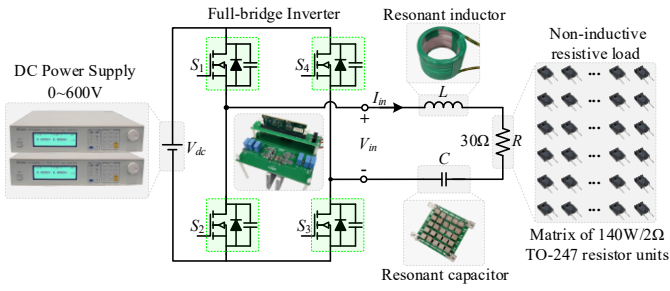 Full-bridge Inverter
Resonant inductor
Non-inductive
resistive load
DC Power Supply
0~600V
S1
S4
Iin
L
+
Vdc
Vin
30Ω
R
-
C
S2
S3
Resonant capacitor
Matrix of 140W/2Ω
TO-247 resistor units